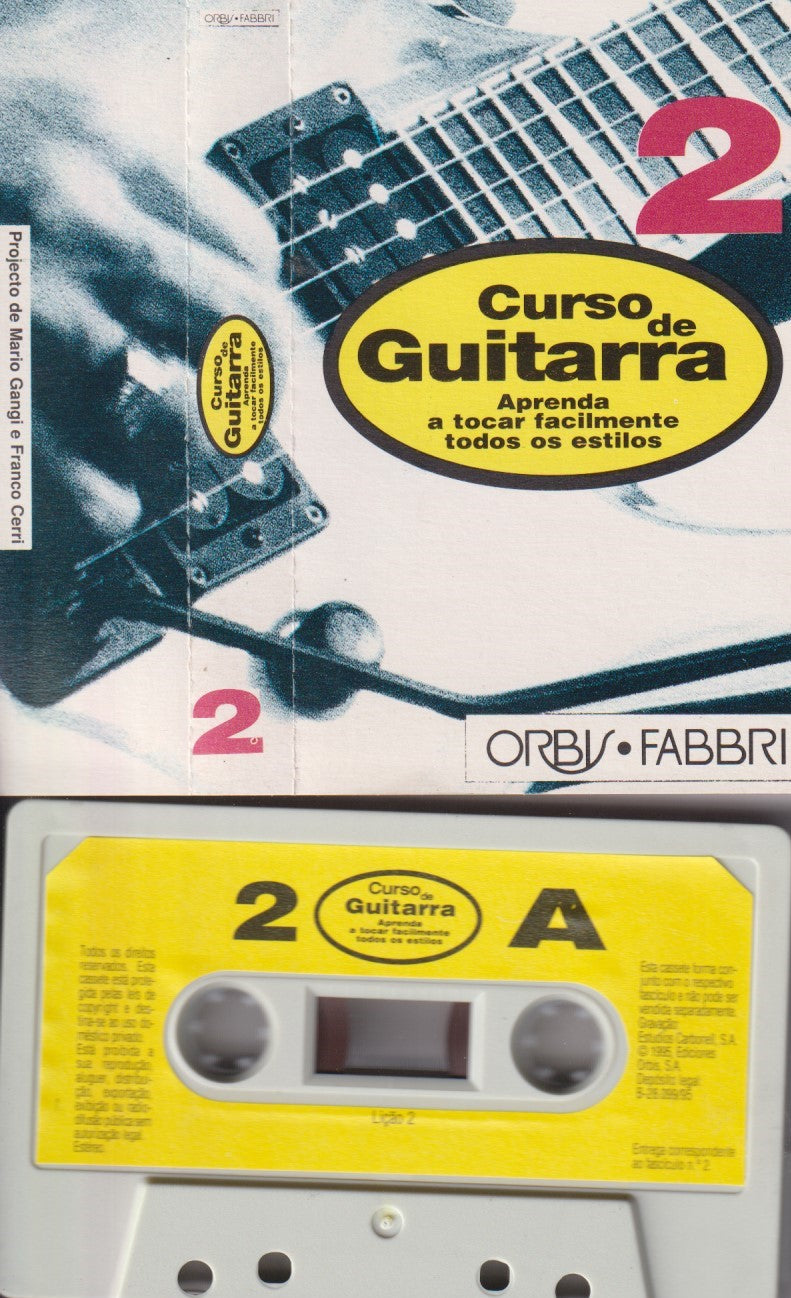 ORBIS • FABBRI
2
Curso de
Guitarra
Aprenda
a tocar facilmente
todos os estilos
Curso de
Guitarra
Aprenda
a tocar facilmente
todos os estilos
Projecto de Mario Gangi e Franco Cerri
2
ORBIS • FABBRI
2
Curso de
Guitarra
Aprenda
a tocar facilmente
todos os estilos
A
Todos os direitos
reservados. Esta
cassete está prote-
gida pelas leis de
copyright e des-
tina-se ao uso do-
méstico privado.
Está proibida a
sua reprodução,
aluguer, distribui-
ção, exportação,
exibição ou radio-
difusão pública sem
autorização legal.
Estéreo.
Esta cassete forma con-
junto com o respectivo
fascículo e não pode ser
vendida separadamente.
Gravação:
Estudios Carbonell, S.A.
© 1995, Ediciones
Orbis, S.A.
Depósito legal:
B-26.099/95
Lição 2
Entrega correspondente
ao fascículo n.º 2